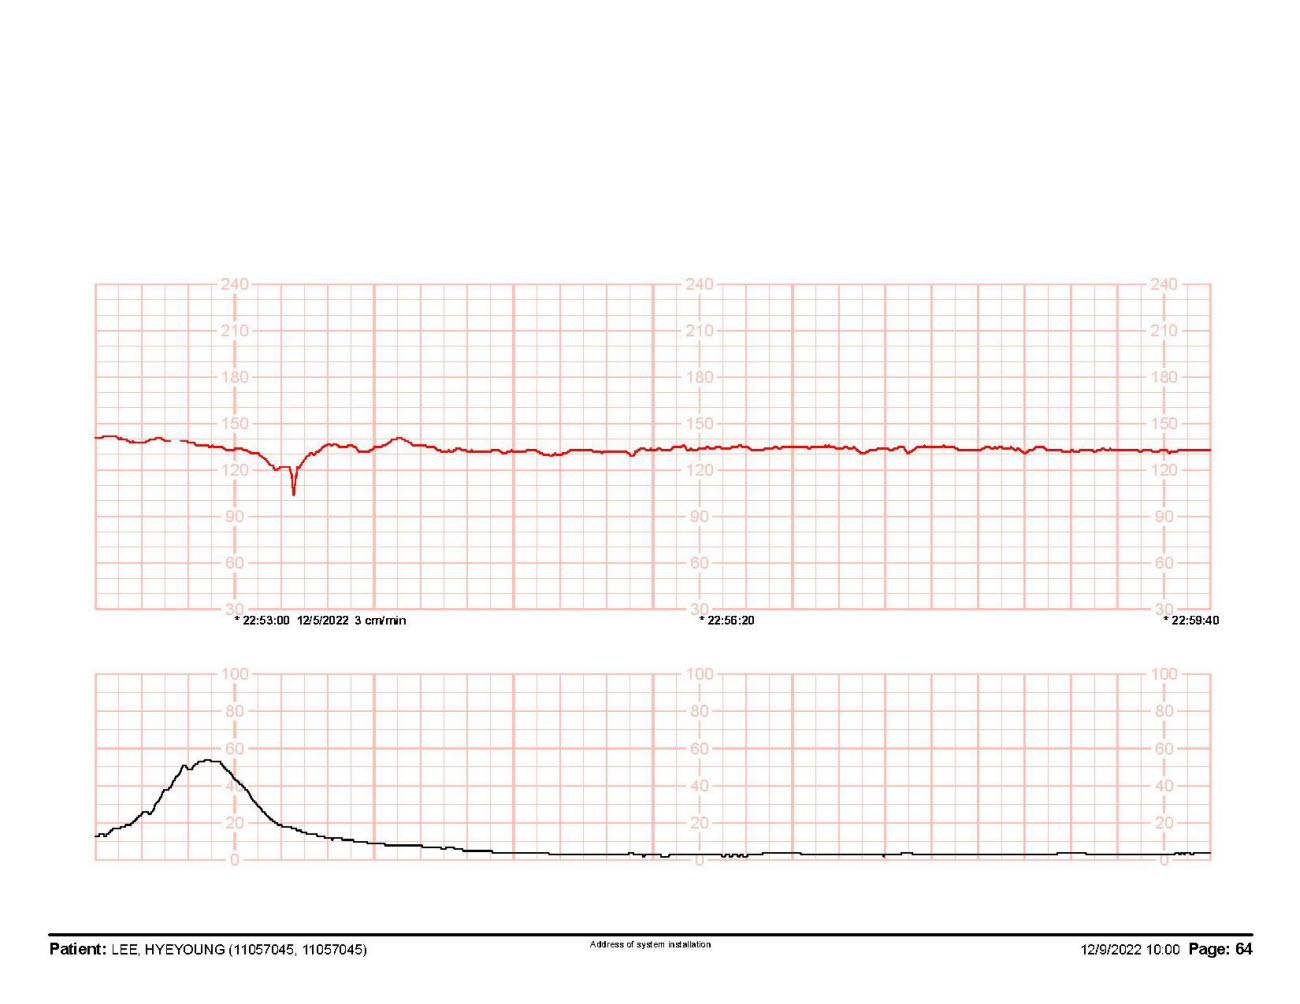 240 240 240
210 210 210
180 180 180
150 150 150
120 120 120
90 90 90
60 60 60
30 30 30
* 22:53:00 12/5/2022 3 cm/min * 22:56:20 * 22:59:40
100 100 100
80 80 80
60 60 60
40 40 40
20 20 20
0 0 0
Patient: LEE, HYEYOUNG (11057045, 11057045) Address of system installation 12/9/2022 10:00 Page: 64